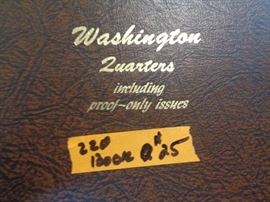 Washington
Quarters
including
proof-only issues
220
Book Q#25